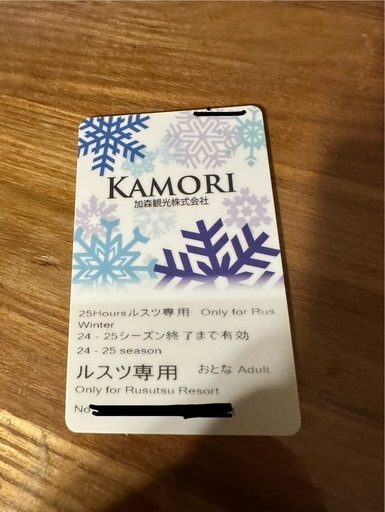 KAMORI
加森観光株式会社
25Hoursルスツ専用 Only for Rus
Winter
24 - 25シーズン終了まで有効
24 - 25 season
ルスツ専用 おとな Adult
Only for Rusutsu Resort
No